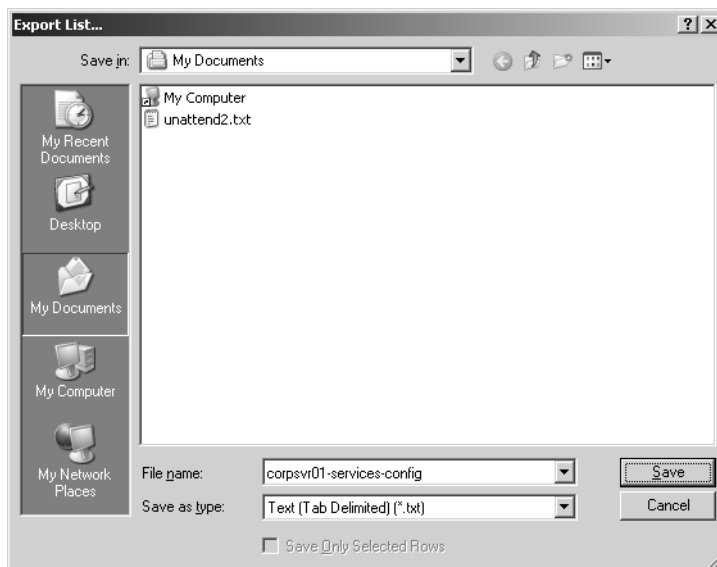 Export List...
Save in:
My Documents
My Recent
Documents
Desktop
My Documents
My Computer
My Network
Places
My Computer
unattend2.txt
File name:
corpsvr01-services-config
Save
Save as type:
Text (Tab Delimited) (*.txt)
Cancel
Save Only Selected Rows